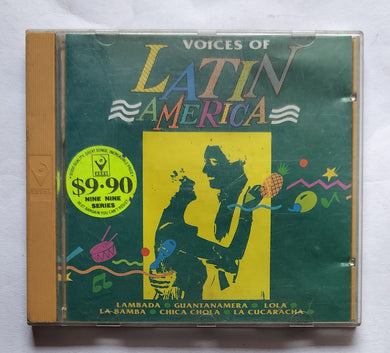 VOICES OF
LATIN
AMERICA
$9·90
NINE NINE
SERIES
LAMBADA • GUANTANAMERA • LOLA •
LA BAMBA • CHICA CHOLA • LA CUCARACHA